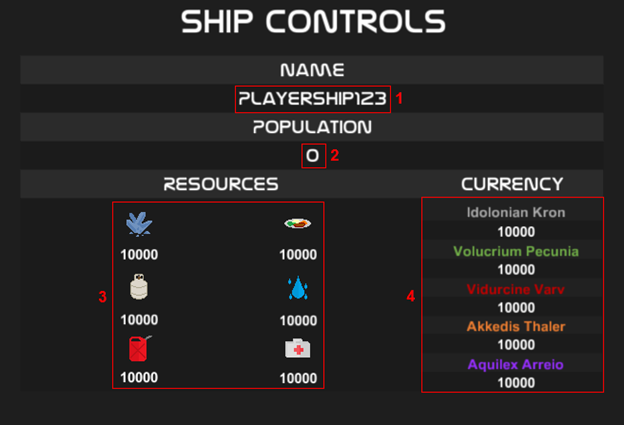 SHIP CONTROLS
NAME
PLAYERSHIP123 1
POPULATION
0 2
RESOURCES CURRENCY
Idolonian Kron
10000
Volucrium Pecunia
10000
Vidurcine Varv
10000
Akkedis Thaler
10000
Aquilex Arreio
10000
10000 10000
10000 10000
10000 10000
3
4